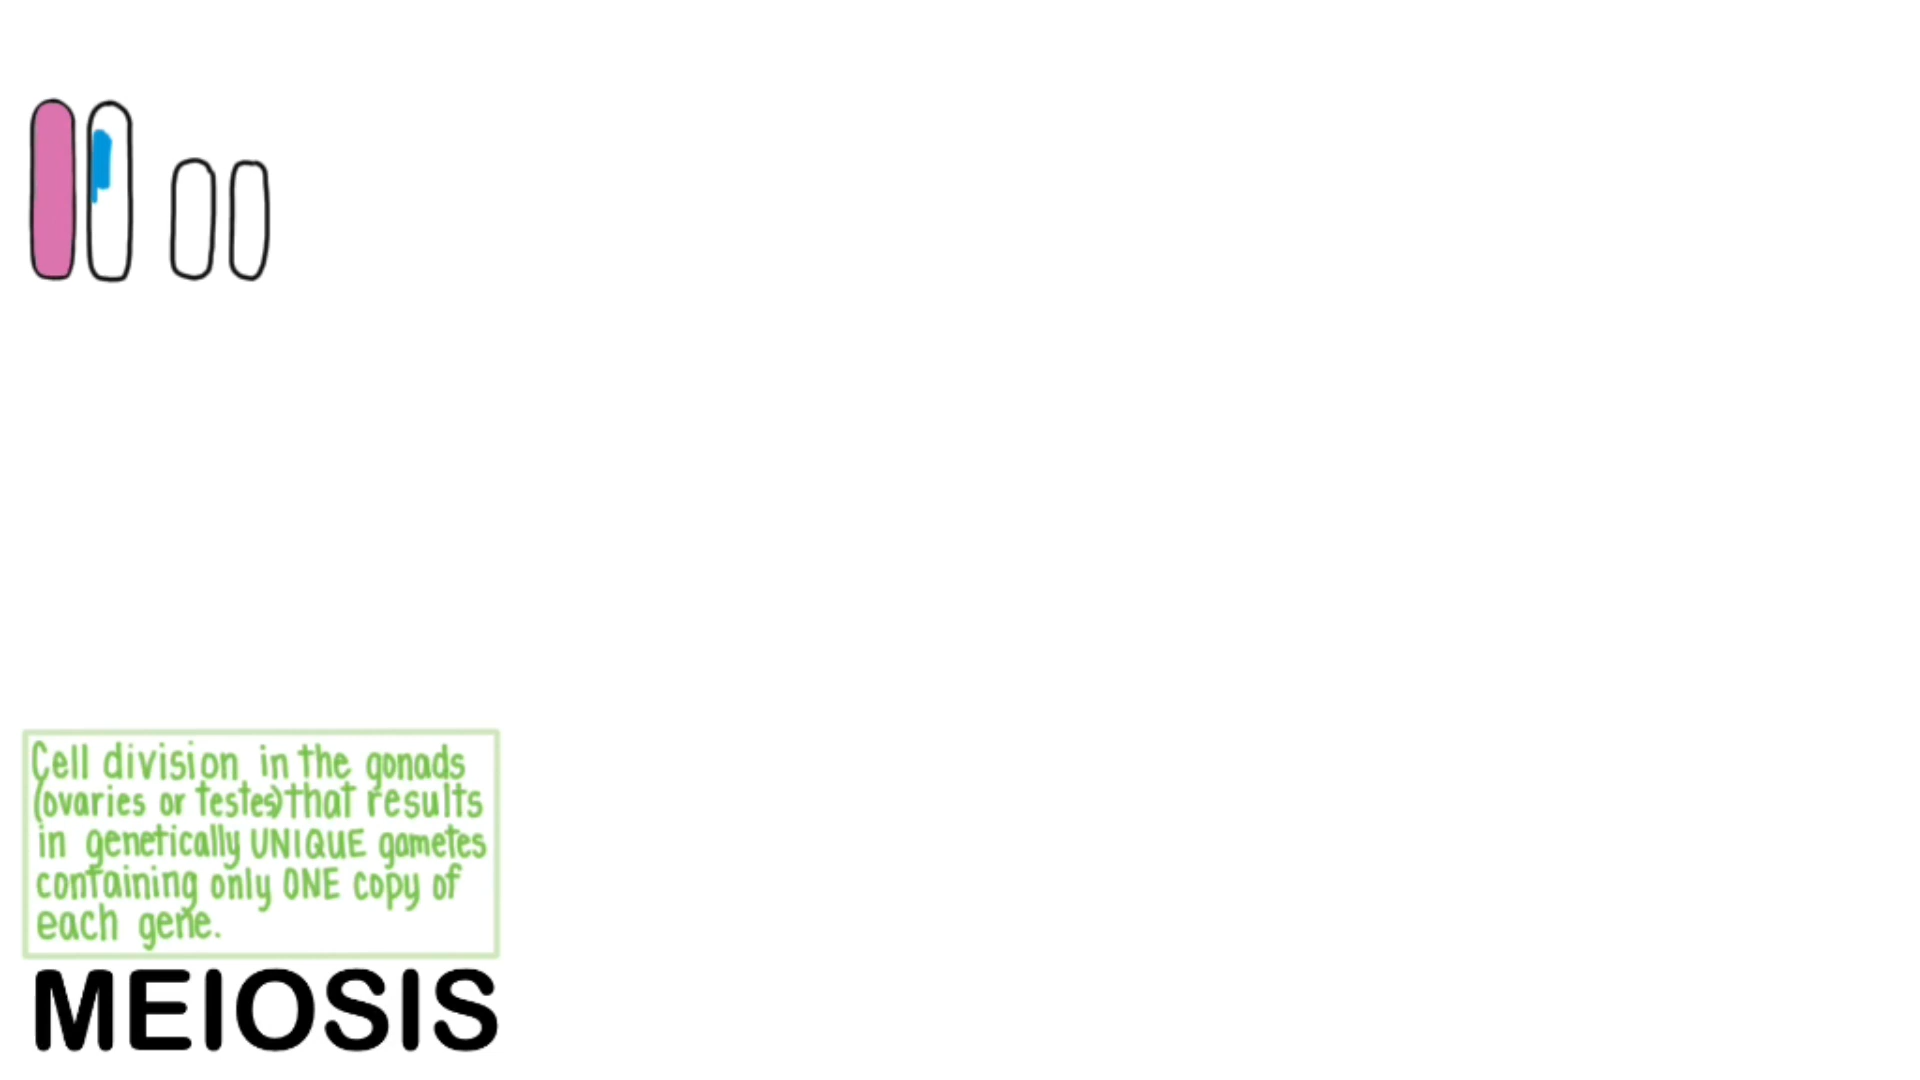 Cell division in the gonads
(ovaries or testes) that results
in genetically UNIQUE gametes
containing only ONE copy of
each gene.
MEIOSIS